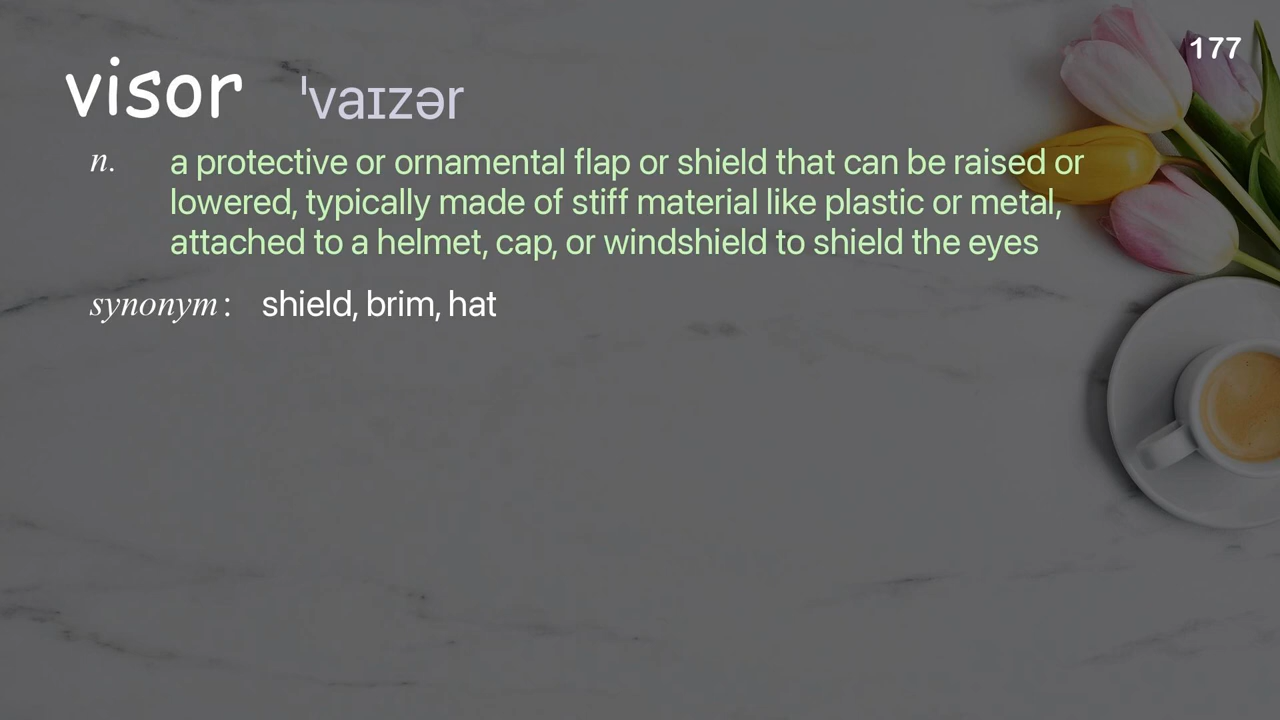 177
visor ˈvaɪzər
n. a protective or ornamental flap or shield that can be raised or
lowered, typically made of stiff material like plastic or metal,
attached to a helmet, cap, or windshield to shield the eyes
synonym: shield, brim, hat